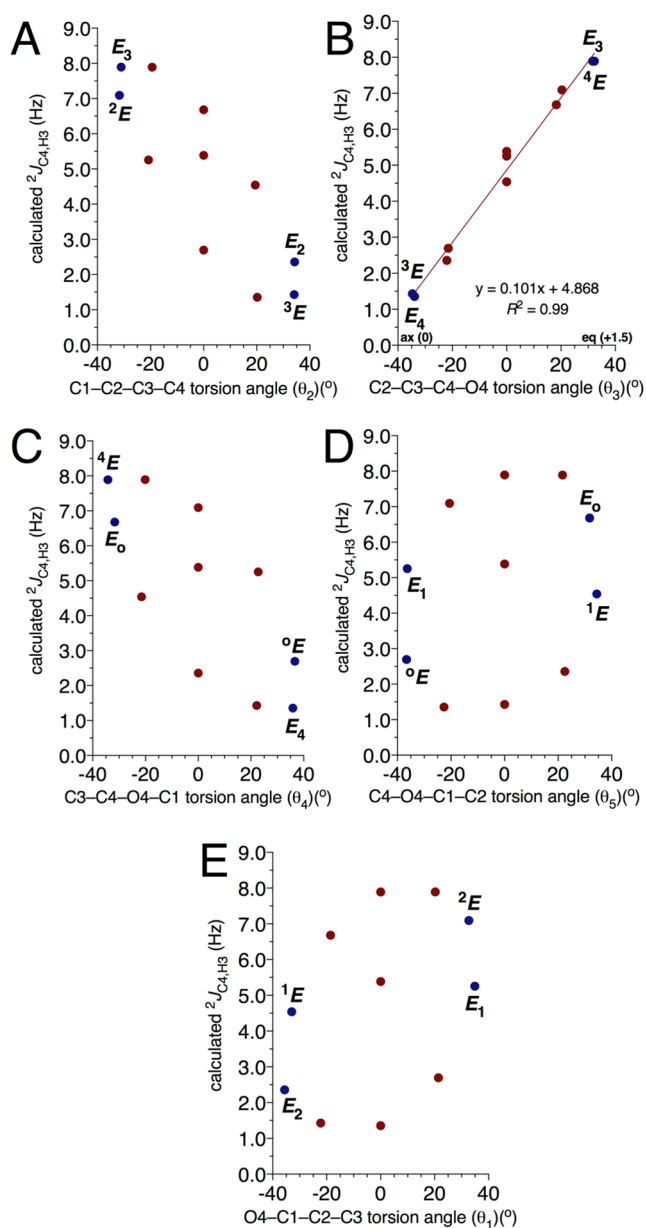 A
9.0
8.0
7.0
6.0
5.0
4.0
3.0
2.0
1.0
0.0
calculated ²J_C4,H3 (Hz)
E₃
²E
E₂
³E
-40 -20 0 20 40
C1–C2–C3–C4 torsion angle (θ₂)(°)
B
9.0
8.0
7.0
6.0
5.0
4.0
3.0
2.0
1.0
0.0
calculated ²J_C4,H3 (Hz)
E₃
⁴E
³E
E₄
y = 0.101x + 4.868
R² = 0.99
ax (0) eq (+1.5)
-40 -20 0 20 40
C2–C3–C4–O4 torsion angle (θ₃)(°)
C
9.0
8.0
7.0
6.0
5.0
4.0
3.0
2.0
1.0
0.0
calculated ²J_C4,H3 (Hz)
⁴E
Eₒ
ᵒE
E₄
-40 -20 0 20 40
C3–C4–O4–C1 torsion angle (θ₄)(°)
D
9.0
8.0
7.0
6.0
5.0
4.0
3.0
2.0
1.0
0.0
calculated ²J_C4,H3 (Hz)
Eₒ
E₁
¹E
ᵒE
-40 -20 0 20 40
C4–O4–C1–C2 torsion angle (θ₅)(°)
E
9.0
8.0
7.0
6.0
5.0
4.0
3.0
2.0
1.0
0.0
calculated ²J_C4,H3 (Hz)
²E
¹E
E₁
E₂
-40 -20 0 20 40
O4–C1–C2–C3 torsion angle (θ₁)(°)